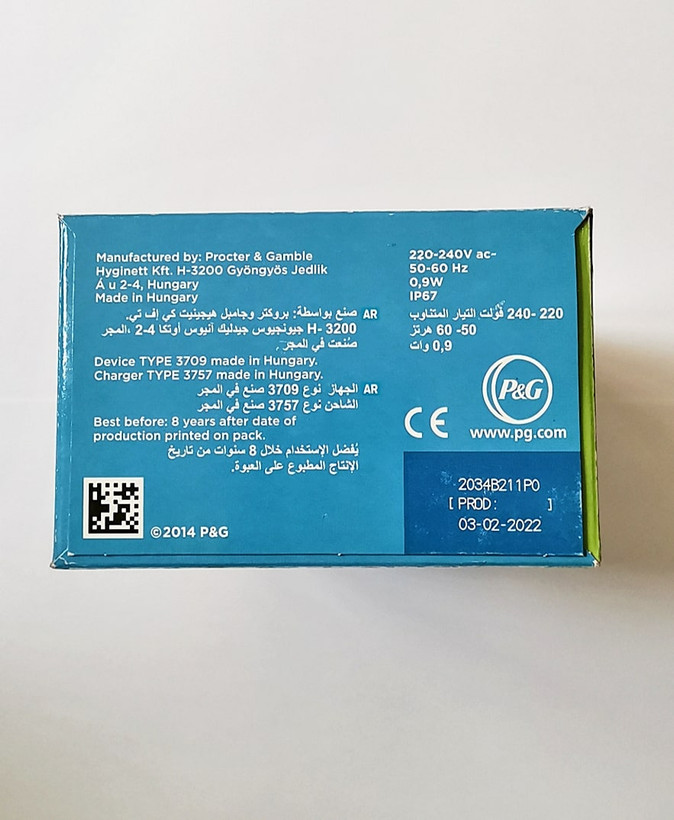 Manufactured by: Procter & Gamble
Hyginett Kft. H-3200 Gyöngyös Jedlik
Á u 2-4, Hungary
Made in Hungary
AR صنع بواسطة: بروكتر وجامبل هيجينيت كي إف تي.
H- 3200 جيونجيوس جيدليك آنيوس أوتكا 4-2 ،المجر
صُنعت في المجر.
Device TYPE 3709 made in Hungary.
Charger TYPE 3757 made in Hungary.
AR الجهاز نوع 3709 صنع في المجر
الشاحن نوع 3757 صنع في المجر
Best before: 8 years after date of
production printed on pack.
يُفضل الإستخدام خلال 8 سنوات من تاريخ
الإنتاج المطبوع على العبوة.
©2014 P&G
220-240V ac~
50-60 Hz
0,9W
IP67
220 -240 ڤولت التيار المتناوب
50- 60 هرتز
0,9 وات
P&G
CE
www.pg.com
2034B211P0
[ PROD: ]
03-02-2022